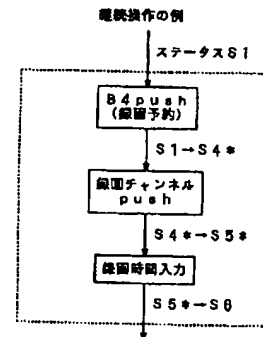 継続操作の例
ステータスS1
B4push
(録画予約)
S1→S4*
録画チャンネル
push
S4*→S5*
録画時間入力
S5*→S6